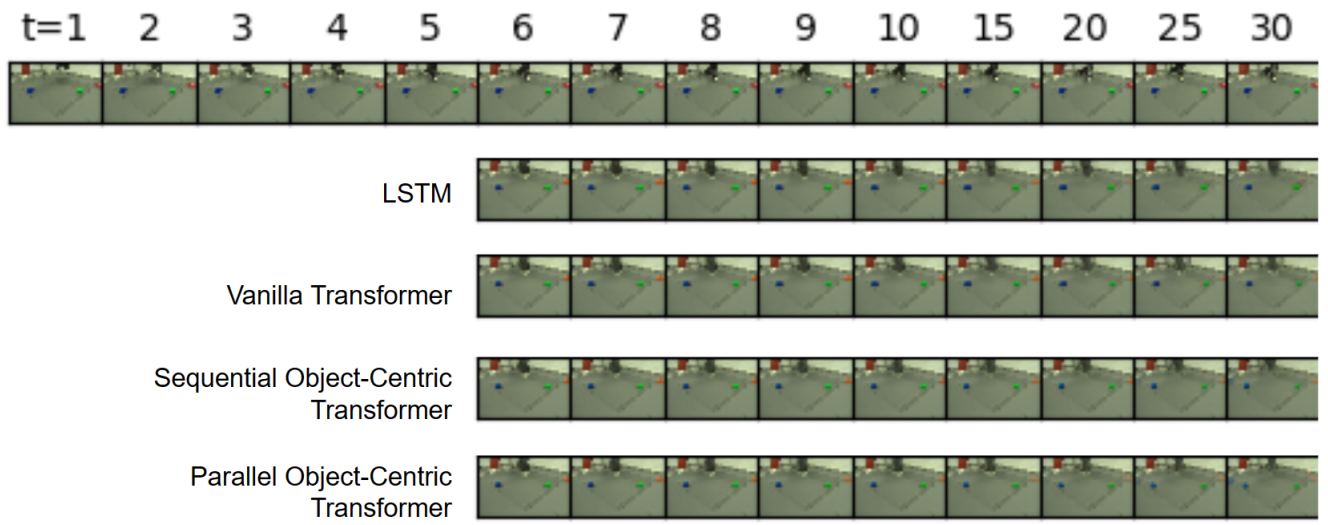 t=1 2 3 4 5 6 7 8 9 10 15 20 25 30
LSTM
Vanilla Transformer
Sequential Object-Centric
Transformer
Parallel Object-Centric
Transformer